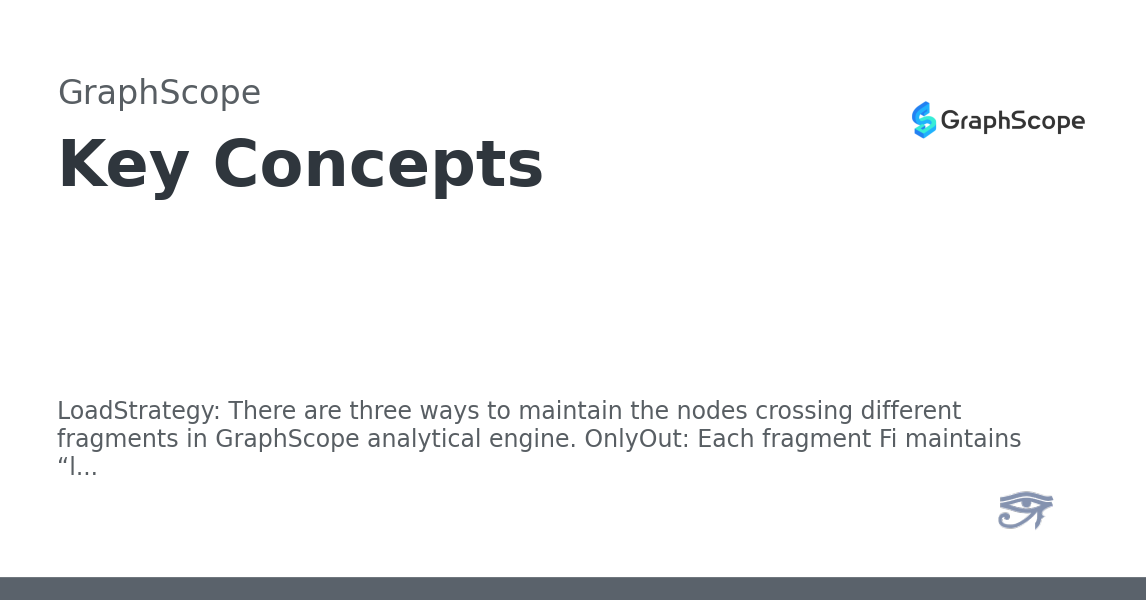 GraphScope
GraphScope
Key Concepts
LoadStrategy: There are three ways to maintain the nodes crossing different
fragments in GraphScope analytical engine. OnlyOut: Each fragment Fi maintains
“l...